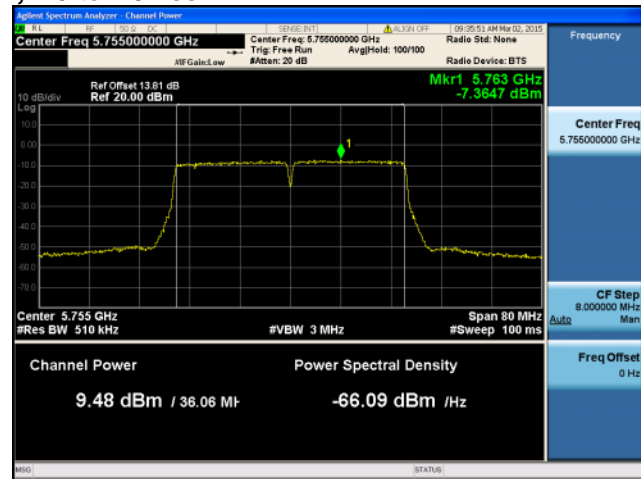 Agilent Spectrum Analyzer - Channel Power
RL RF 50 Ω DC SENSE:INT ALIGN OFF 09:35:51 AM Mar 02, 2015
Center Freq 5.755000000 GHz
Center Freq: 5.755000000 GHz
Radio Std: None
Trig: Free Run Avg|Hold: 100/100
#IFGain:Low
#Atten: 20 dB
Radio Device: BTS
Frequency
Ref Offset 13.81 dB
10 dB/div Ref 20.00 dBm
Mkr1 5.763 GHz
-7.3647 dBm
Log
10.0
0.00
-10.0
-20.0
-30.0
-40.0
-50.0
-60.0
-70.0
1
Center 5.755 GHz
Span 80 MHz
#Res BW 510 kHz
#VBW 3 MHz
#Sweep 100 ms
Channel Power
Power Spectral Density
9.48 dBm / 36.06 MH
-66.09 dBm /Hz
Center Freq
5.755000000 GHz
CF Step
8.000000 MHz
Auto Man
Freq Offset
0 Hz
MSG
STATUS